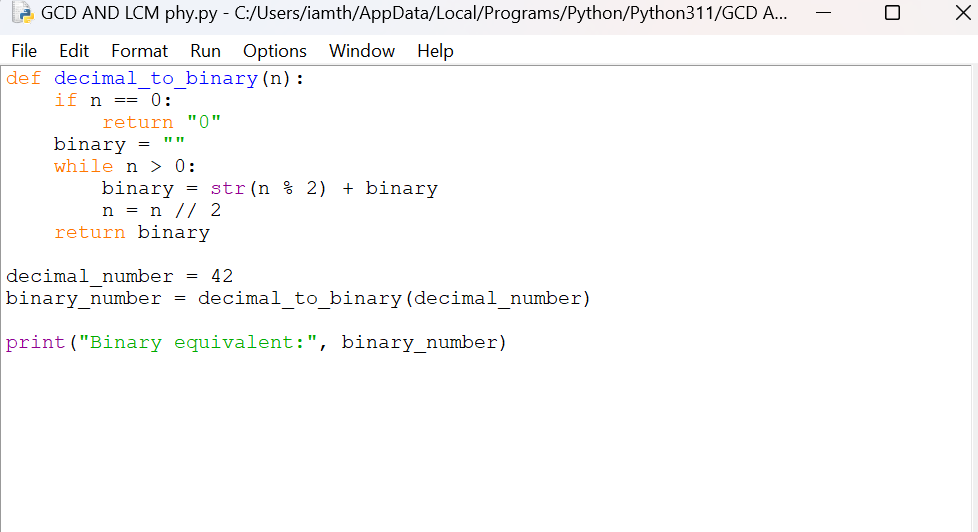 GCD AND LCM phy.py - C:/Users/iamth/AppData/Local/Programs/Python/Python311/GCD A...
File Edit Format Run Options Window Help
def decimal_to_binary(n):
    if n == 0:
        return "0"
    binary = ""
    while n > 0:
        binary = str(n % 2) + binary
        n = n // 2
    return binary

decimal_number = 42
binary_number = decimal_to_binary(decimal_number)

print("Binary equivalent:", binary_number)